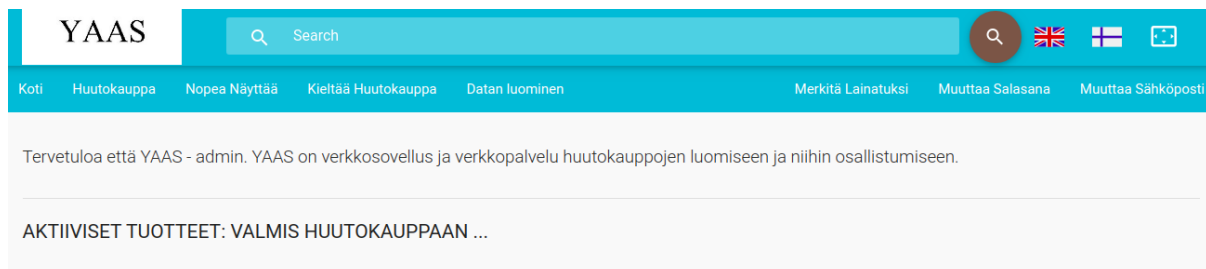 YAAS
Search
Koti Huutokauppa Nopea Näyttää Kieltää Huutokauppa Datan luominen Merkitä Lainatuksi Muuttaa Salasana Muuttaa Sähköposti
Tervetuloa että YAAS - admin. YAAS on verkkosovellus ja verkkopalvelu huutokauppojen luomiseen ja niihin osallistumiseen.
AKTIIVISET TUOTTEET: VALMIS HUUTOKAUPPAAN ...